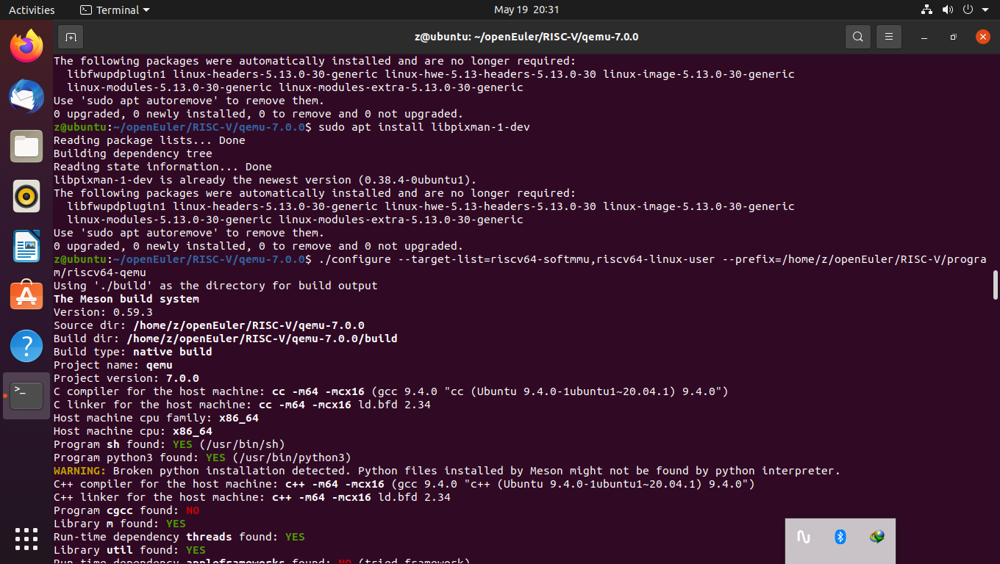 Activities
Terminal
May 19 20:31
z@ubuntu: ~/openEuler/RISC-V/qemu-7.0.0
The following packages were automatically installed and are no longer required:
  libfwupdplugin1 linux-headers-5.13.0-30-generic linux-hwe-5.13-headers-5.13.0-30 linux-image-5.13.0-30-generic
  linux-modules-5.13.0-30-generic linux-modules-extra-5.13.0-30-generic
Use 'sudo apt autoremove' to remove them.
0 upgraded, 0 newly installed, 0 to remove and 0 not upgraded.
z@ubuntu:~/openEuler/RISC-V/qemu-7.0.0$ sudo apt install libpixman-1-dev
Reading package lists... Done
Building dependency tree
Reading state information... Done
libpixman-1-dev is already the newest version (0.38.4-0ubuntu1).
The following packages were automatically installed and are no longer required:
  libfwupdplugin1 linux-headers-5.13.0-30-generic linux-hwe-5.13-headers-5.13.0-30 linux-image-5.13.0-30-generic
  linux-modules-5.13.0-30-generic linux-modules-extra-5.13.0-30-generic
Use 'sudo apt autoremove' to remove them.
0 upgraded, 0 newly installed, 0 to remove and 0 not upgraded.
z@ubuntu:~/openEuler/RISC-V/qemu-7.0.0$ ./configure --target-list=riscv64-softmmu,riscv64-linux-user --prefix=/home/z/openEuler/RISC-V/progra
m/riscv64-qemu
Using './build' as the directory for build output
The Meson build system
Version: 0.59.3
Source dir: /home/z/openEuler/RISC-V/qemu-7.0.0
Build dir: /home/z/openEuler/RISC-V/qemu-7.0.0/build
Build type: native build
Project name: qemu
Project version: 7.0.0
C compiler for the host machine: cc -m64 -mcx16 (gcc 9.4.0 "cc (Ubuntu 9.4.0-1ubuntu1~20.04.1) 9.4.0")
C linker for the host machine: cc -m64 -mcx16 ld.bfd 2.34
Host machine cpu family: x86_64
Host machine cpu: x86_64
Program sh found: YES (/usr/bin/sh)
Program python3 found: YES (/usr/bin/python3)
WARNING: Broken python installation detected. Python files installed by Meson might not be found by python interpreter.
C++ compiler for the host machine: c++ -m64 -mcx16 (gcc 9.4.0 "c++ (Ubuntu 9.4.0-1ubuntu1~20.04.1) 9.4.0")
C++ linker for the host machine: c++ -m64 -mcx16 ld.bfd 2.34
Program cgcc found: NO
Library m found: YES
Run-time dependency threads found: YES
Library util found: YES
Run-time dependency appleframeworks found: NO (tried framework)